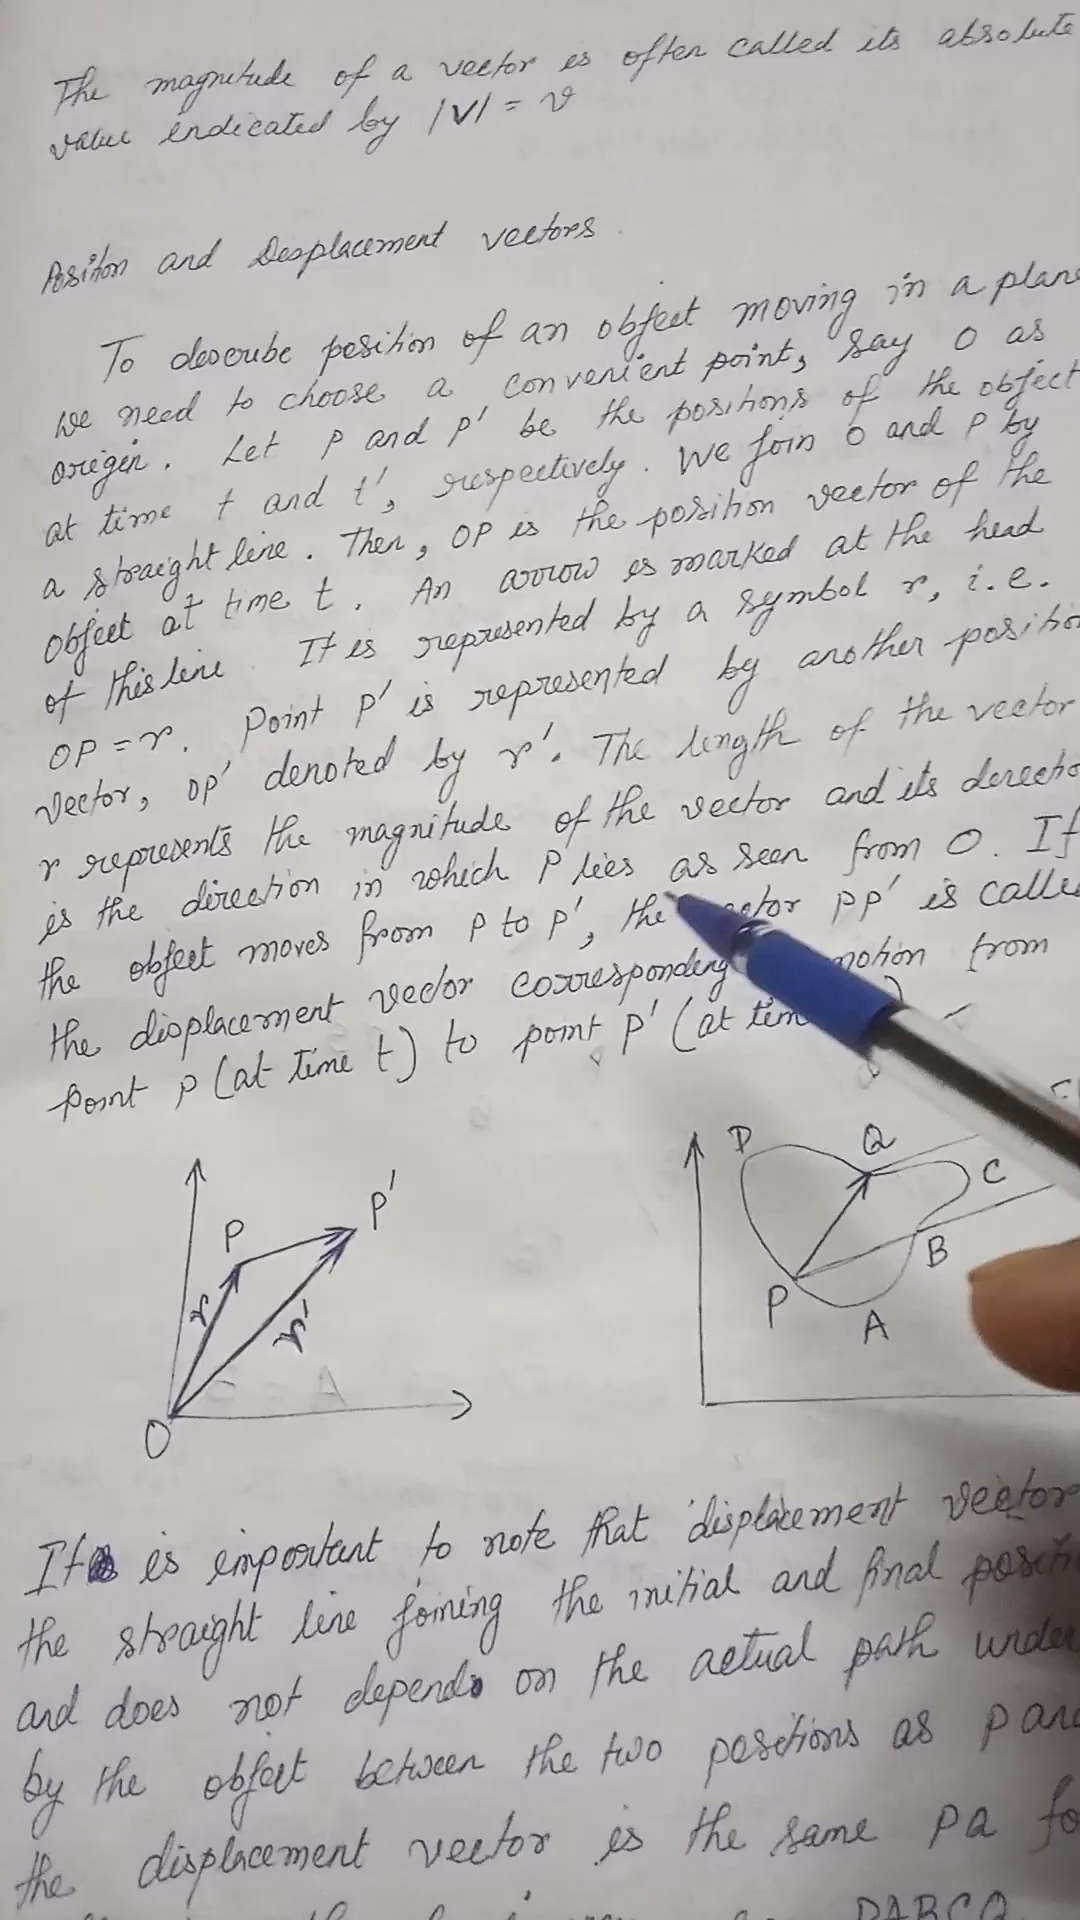 The magnitude of a vector is often called its absolute
value indicated by |V| = v
Position and Displacement vectors.
To describe position of an object moving in a plane
we need to choose a convenient point, say O as
origin. Let P and P' be the positions of the object
at time t and t', respectively. We join O and P by
a straight line. Then, OP is the position vector of the
object at time t. An arrow is marked at the head
of this line. It is represented by a symbol r, i.e.
OP = r. Point P' is represented by another position
vector, OP' denoted by r'. The length of the vector
r represents the magnitude of the vector and its direction
is the direction in which P lies as seen from O. If
the object moves from P to P', the vector PP' is called
the displacement vector corresponding motion from
point P (at time t) to point P' (at time
P P' r r' O
D Q C B P A
It is important to note that displacement vector
the straight line joining the initial and final positi
and does not depend on the actual path under
by the object between the two positions as P and
the displacement vector is the same PQ fo
PABCQ